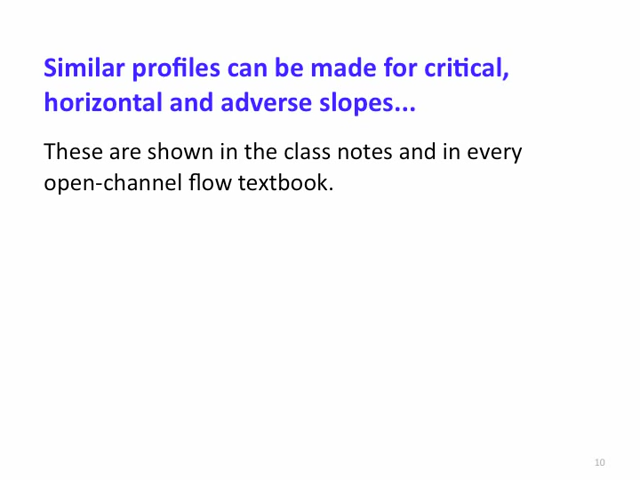 Similar profiles can be made for critical,
horizontal and adverse slopes...
These are shown in the class notes and in every
open-channel flow textbook.
10